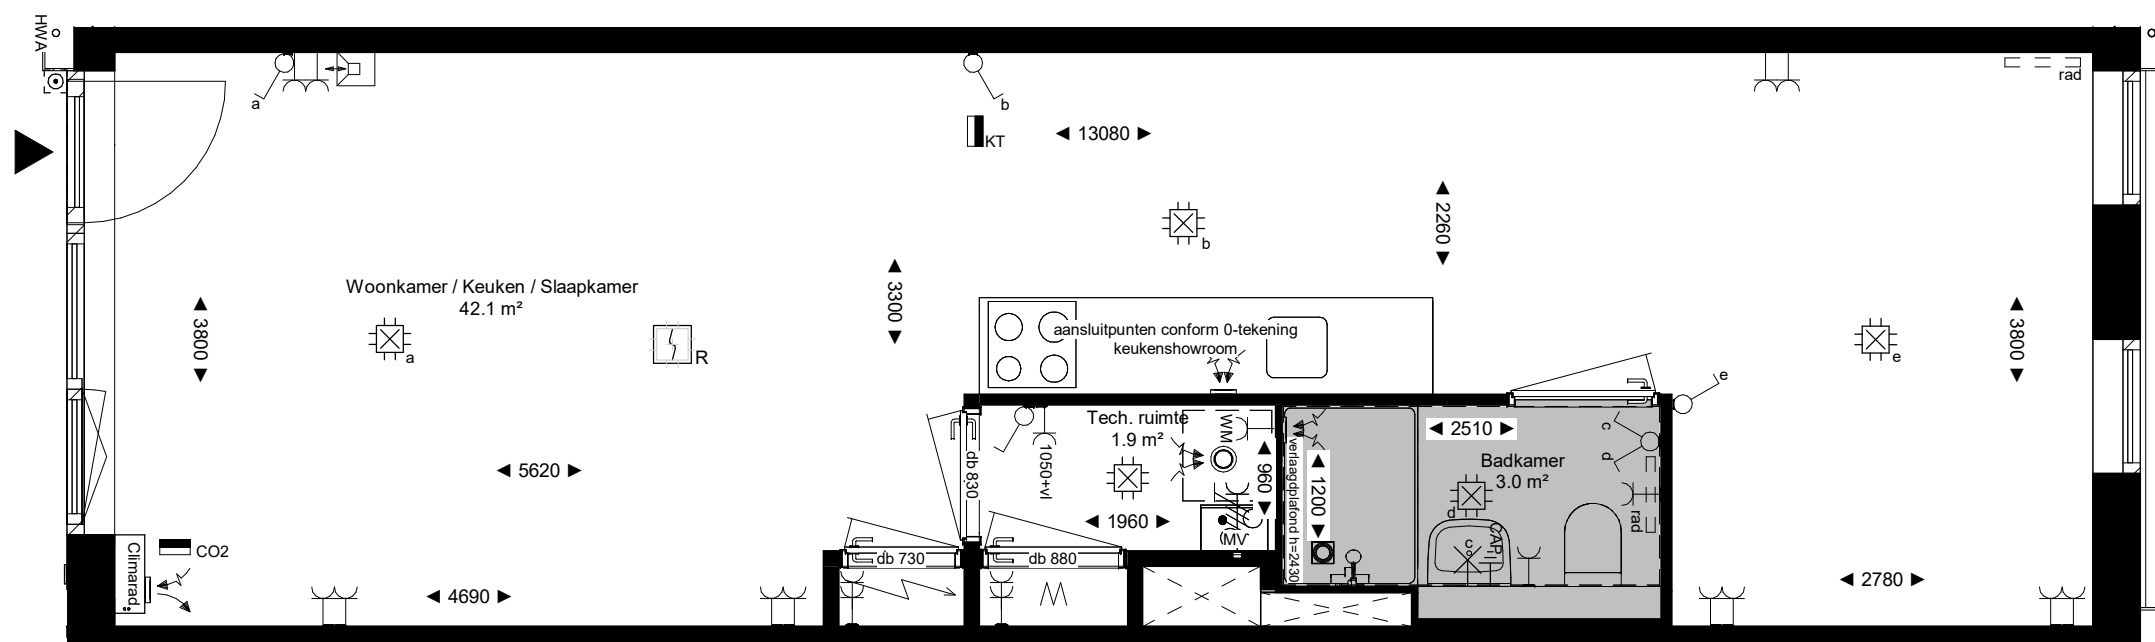 HWA
a
b
rad
KT
◄ 13080 ►
◄ 2260 ►
b
Woonkamer / Keuken / Slaapkamer
42.1 m²
◄ 3800 ►
◄ 3300 ►
a
R
aansluitpunten conform 0-tekening
keukenshowroom
e
◄ 3800 ►
e
Tech. ruimte
1.9 m²
WM
◄ 2510 ►
c
d
Badkamer
3.0 m²
◄ 5620 ►
db 830
1050+vl
◄ 960 ►
verlaagdplafond h=2430
◄ 1200 ►
◄ 1960 ►
d
rad
MV
CAP
c
CO2
Climarad
db 730
db 880
◄ 4690 ►
◄ 2780 ►